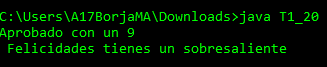 C:\Users\A17BorjaMA\Downloads>java T1_20
Aprobado con un 9
 Felicidades tienes un sobresaliente